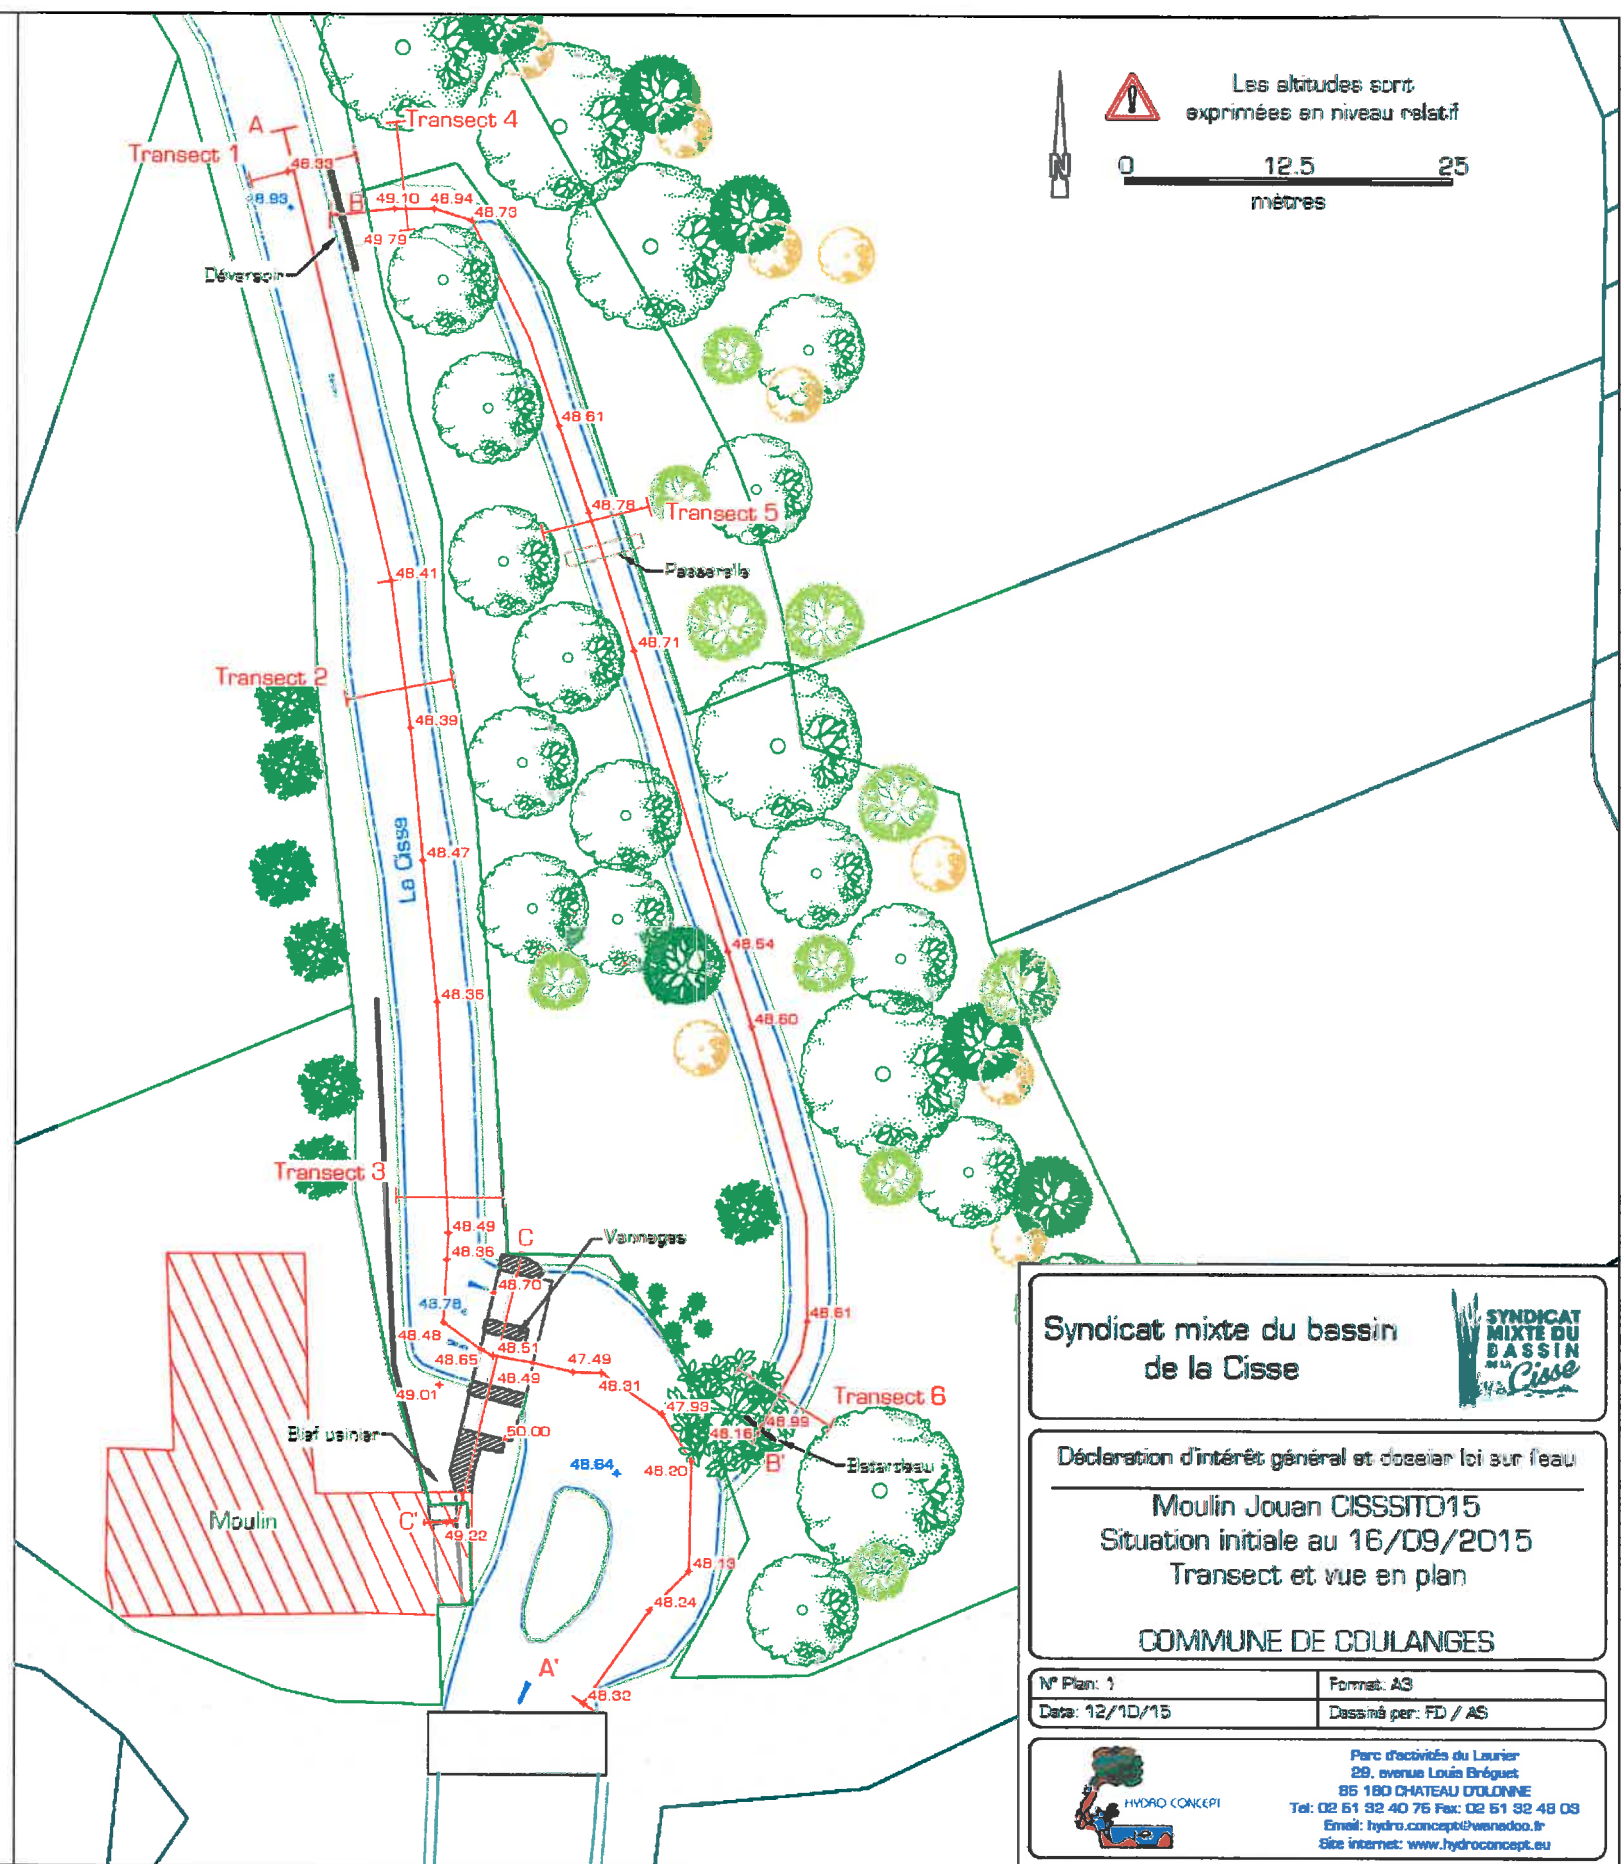 Les altitudes sont
exprimées en niveau relatif
N
0 12.5 25
mètres
Transect 4
A
Transect 1
48.33
48.93
B
49.10 48.94
48.73
49.79
Déversoir
48.61
48.78
Transect 5
Passerelle
48.41
48.71
Transect 2
48.39
La Cisse
48.47
48.54
48.36
48.60
Transect 3
48.49
48.36
C
Vannages
48.70
43.78
48.61
48.48
48.51
48.65
47.49
48.49
48.31
49.01
47.93
Transect 6
48.99
48.16
50.00
Bief usinier
B'
Batardeau
48.64
48.20
Moulin
C'
49.22
48.13
48.24
A'
48.32
Syndicat mixte du bassin
de la Cisse
SYNDICAT
MIXTE DU
BASSIN
DE LA
Cisse
Déclaration d'intérêt général et dossier loi sur l'eau
Moulin Jouan CISSSITO15
Situation initiale au 16/09/2015
Transect et vue en plan
COMMUNE DE COULANGES
N° Plan: 1
Format: A3
Date: 12/10/15
Dessiné par: FD / AS
HYDRO CONCEPT
Parc d'activités du Laurier
29, avenue Louis Bréguet
85 180 CHATEAU D'OLONNE
Tel: 02 51 32 40 75 Fax: 02 51 32 48 03
Email: hydro.concept@wanadoo.fr
Site internet: www.hydroconcept.eu